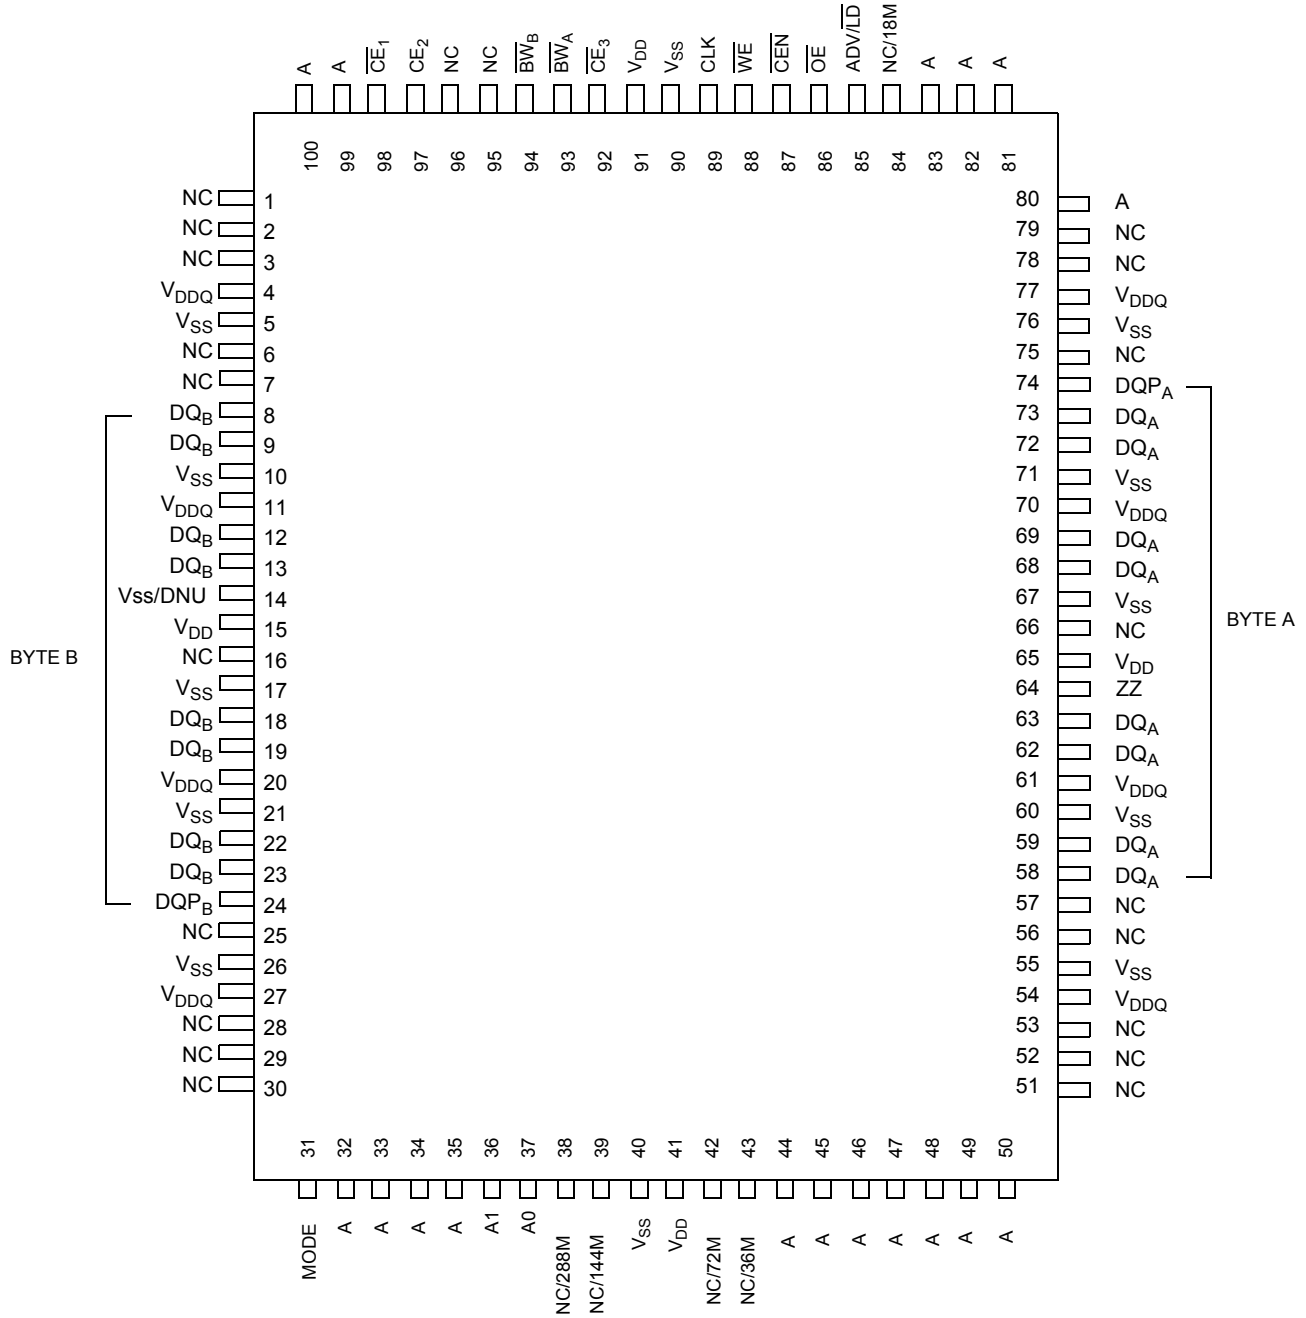 A A CE1 CE2 NC NC BWB BWA CE3 VDD VSS CLK WE CEN OE ADV/LD NC/18M A A A
100 99 98 97 96 95 94 93 92 91 90 89 88 87 86 85 84 83 82 81
NC 1 80 A
NC 2 79 NC
NC 3 78 NC
VDDQ 4 77 VDDQ
VSS 5 76 VSS
NC 6 75 NC
NC 7 74 DQPA
DQB 8 73 DQA
DQB 9 72 DQA
VSS 10 71 VSS
VDDQ 11 70 VDDQ
DQB 12 69 DQA
DQB 13 68 DQA
Vss/DNU 14 67 VSS
VDD 15 66 NC
BYTE A
NC 16 65 VDD
BYTE B
VSS 17 64 ZZ
DQB 18 63 DQA
DQB 19 62 DQA
VDDQ 20 61 VDDQ
VSS 21 60 VSS
DQB 22 59 DQA
DQB 23 58 DQA
DQPB 24 57 NC
NC 25 56 NC
VSS 26 55 VSS
VDDQ 27 54 VDDQ
NC 28 53 NC
NC 29 52 NC
NC 30 51 NC
31 32 33 34 35 36 37 38 39 40 41 42 43 44 45 46 47 48 49 50
MODE A A A A A1 A0 NC/288M NC/144M VSS VDD NC/72M NC/36M A A A A A A A